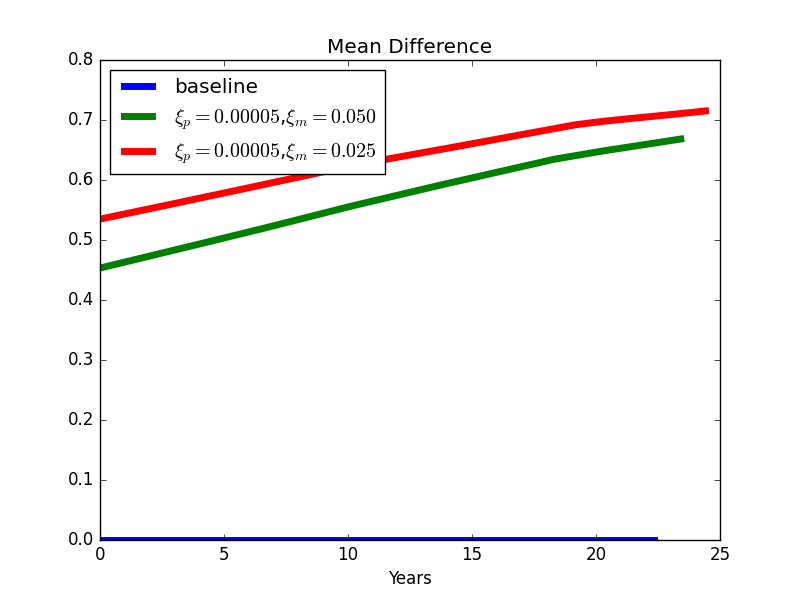 Mean Difference
0.8
0.7
0.6
0.5
0.4
0.3
0.2
0.1
0.0
baseline
ξ_p = 0.00005,ξ_m = 0.050
ξ_p = 0.00005,ξ_m = 0.025
0 5 10 15 20 25
Years